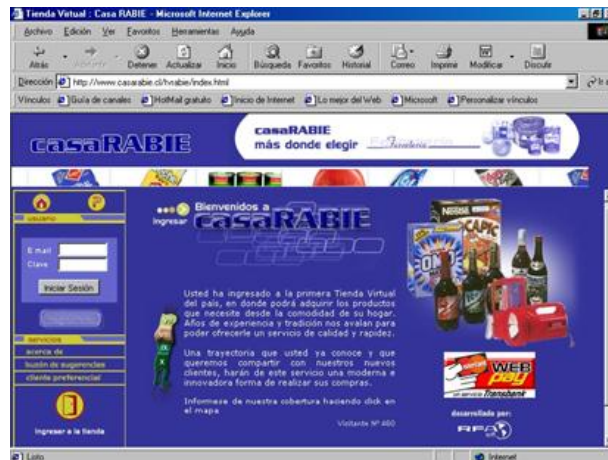 Tienda Virtual : Casa RABIE - Microsoft Internet Explorer
Archivo Edición Ver Favoritos Herramientas Ayuda
Atrás Adelante Detener Actualizar Inicio Búsqueda Favoritos Historial Correo Imprimir Modificar Discutir
Dirección http://www.casarabie.cl/tvrabie/index.html
Vínculos Guía de canales HotMail gratuito Inicio de Internet Lo mejor del Web Microsoft Personalizar vínculos
casaRABIE
casaRABIE
más donde elegir
usuario
E mail
Clave
Iniciar Sesión
servicios
acerca de
buzón de sugerencias
cliente preferencial
Ingresar a la tienda
Bienvenidos a
ingresar casaRABIE
Usted ha ingresado a la primera Tienda Virtual
del país, en donde podrá adquirir los productos
que necesite desde la comodidad de su hogar.
Años de experiencia y tradición nos avalan para
poder ofrecerle un servicio de calidad y rapidez.
Una trayectoria que usted ya conoce y que
queremos compartir con nuestros nuevos
clientes, harán de este servicio una moderna e
innovadora forma de realizar sus compras.
Informese de nuestra cobertura haciendo click en
el mapa
Visitante Nº 460
Nestlé
CAPIC
OMO
WEB
pay
un servicio Transbank
desarrollado por:
Listo
Internet